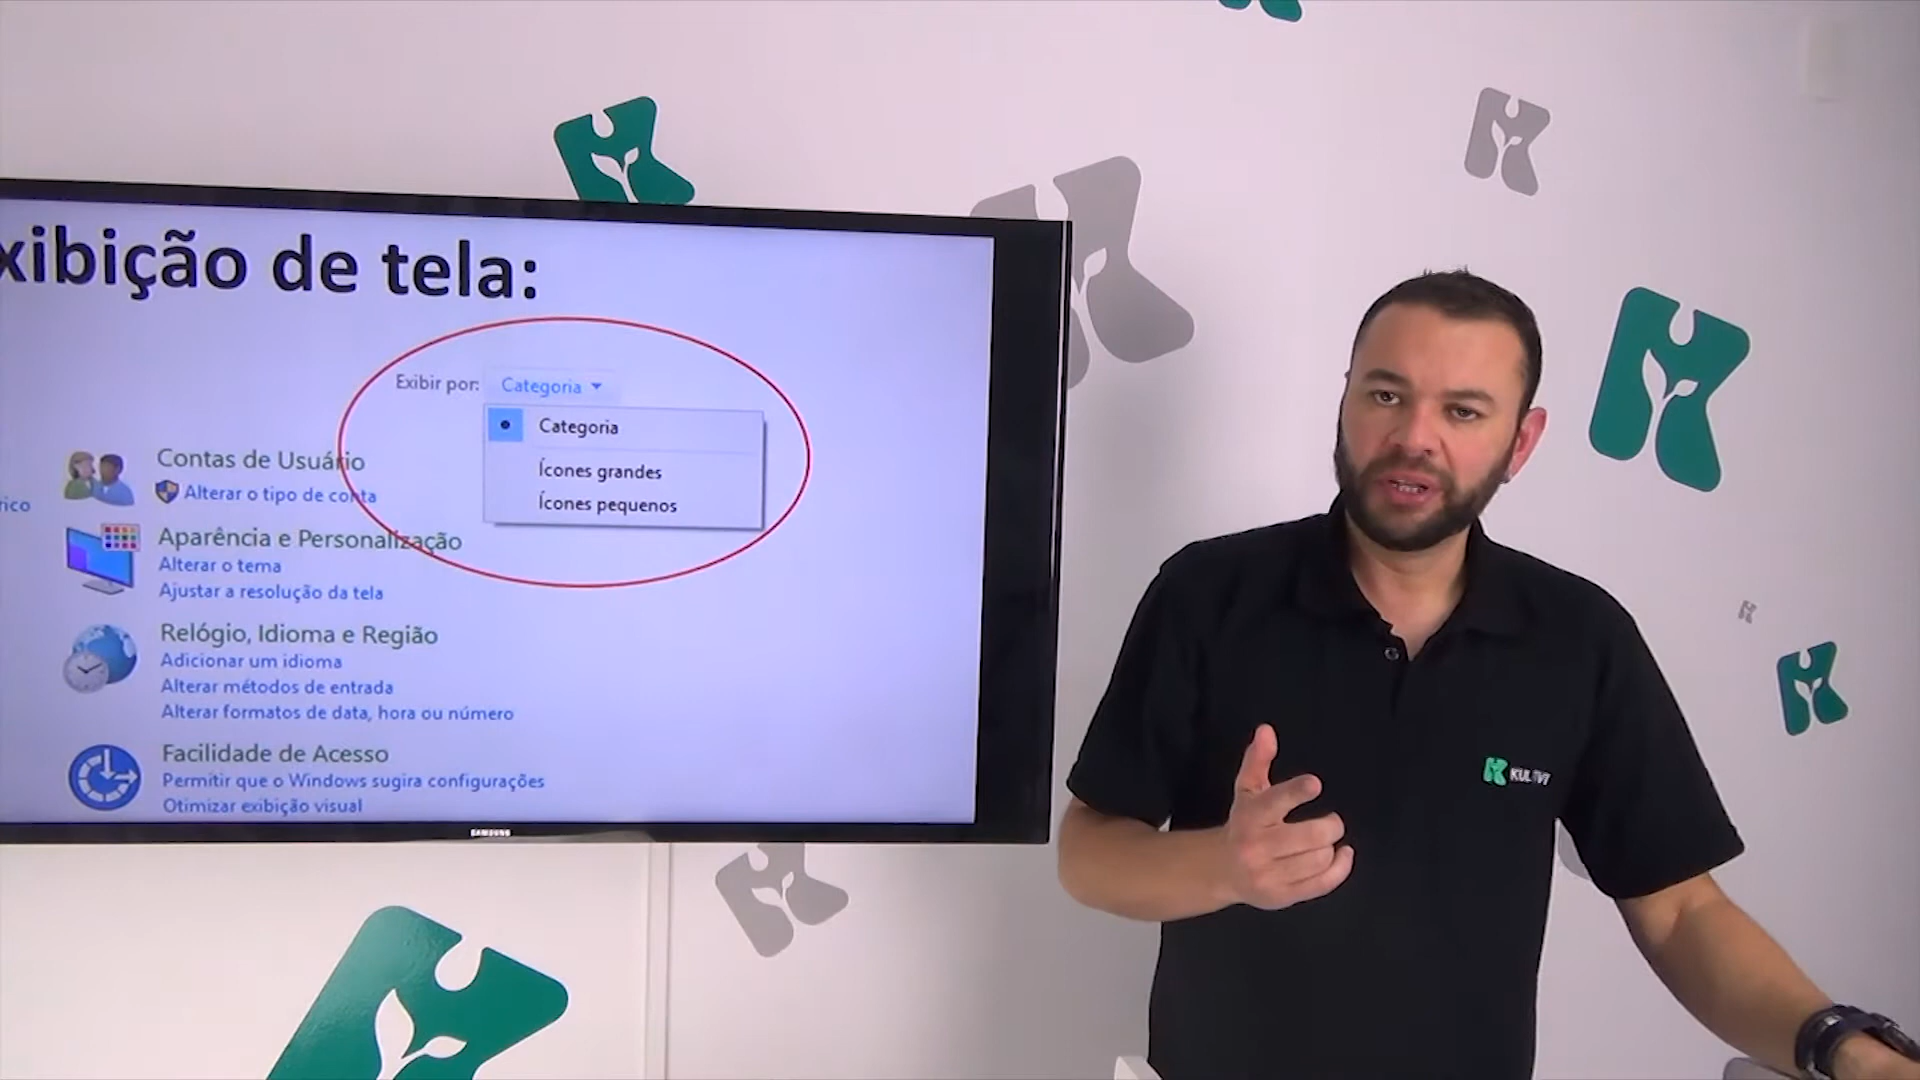 xibição de tela:
Exibir por: Categoria
Categoria
Ícones grandes
Ícones pequenos
Contas de Usuário
Alterar o tipo de conta
rico
Aparência e Personalização
Alterar o tema
Ajustar a resolução da tela
Relógio, Idioma e Região
Adicionar um idioma
Alterar métodos de entrada
Alterar formatos de data, hora ou número
Facilidade de Acesso
Permitir que o Windows sugira configurações
Otimizar exibição visual
SAMSUNG
KULTIVI